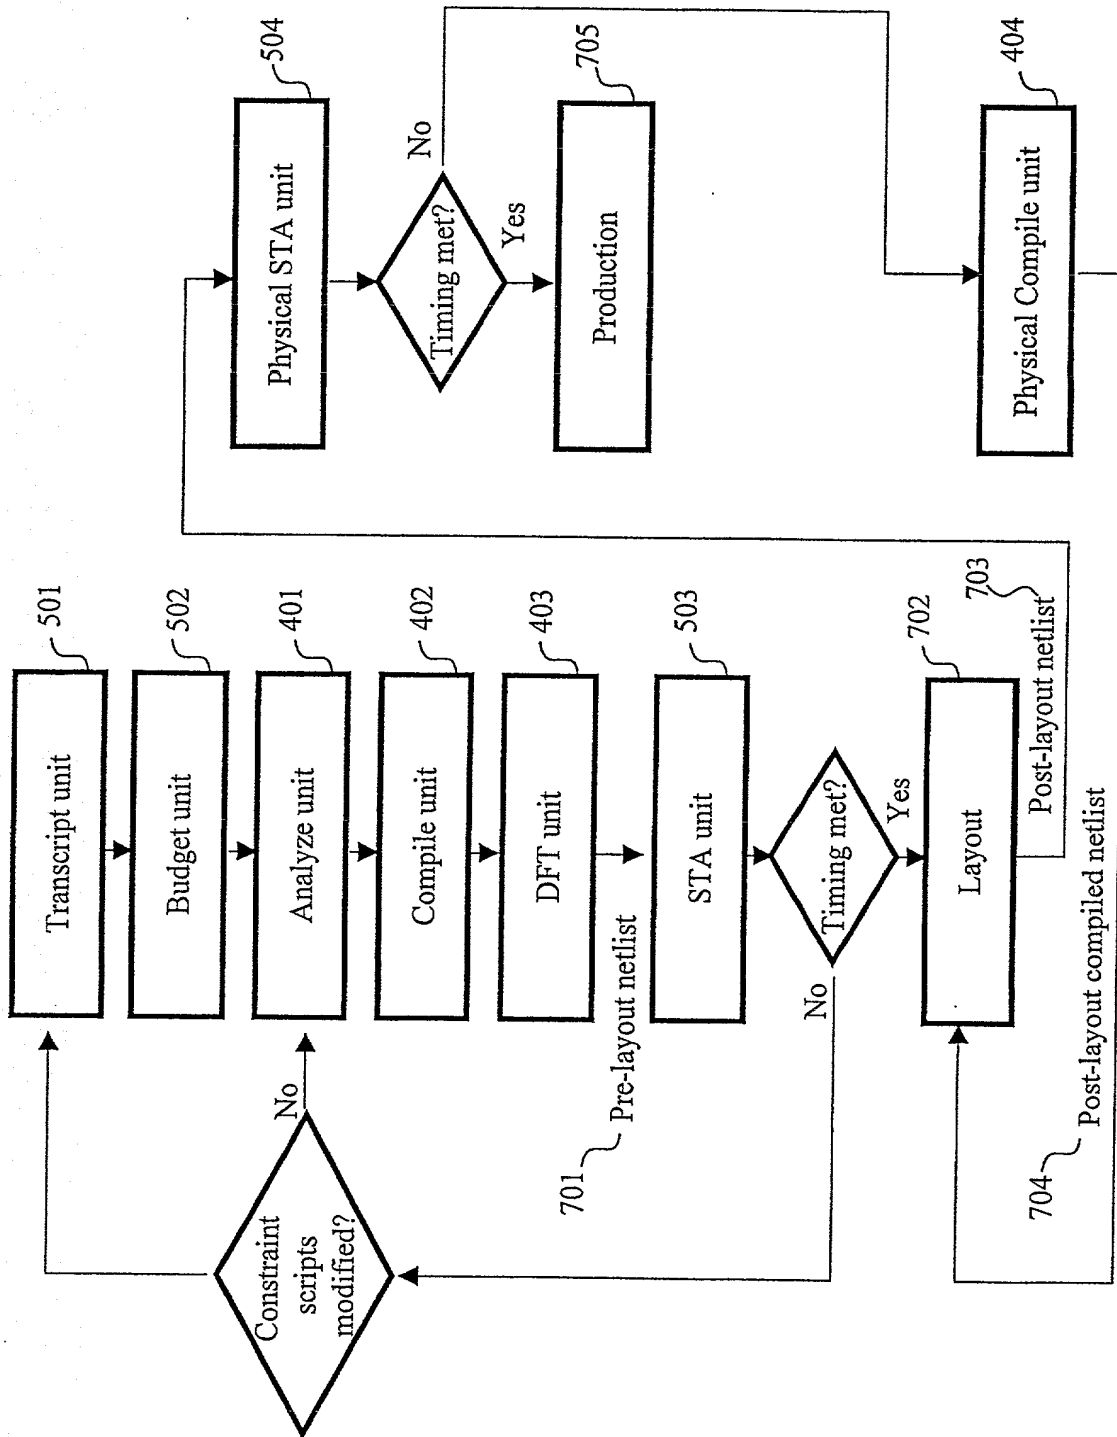 Transcript unit
501
Budget unit
502
Constraint
scripts
modified?
No
Analyze unit
401
Compile unit
402
DFT unit
403
701
Pre-layout netlist
STA unit
503
Timing met?
No
Yes
Layout
702
Post-layout netlist
703
704
Post-layout compiled netlist
Physical STA unit
504
Timing met?
No
Yes
Production
705
Physical Compile unit
404